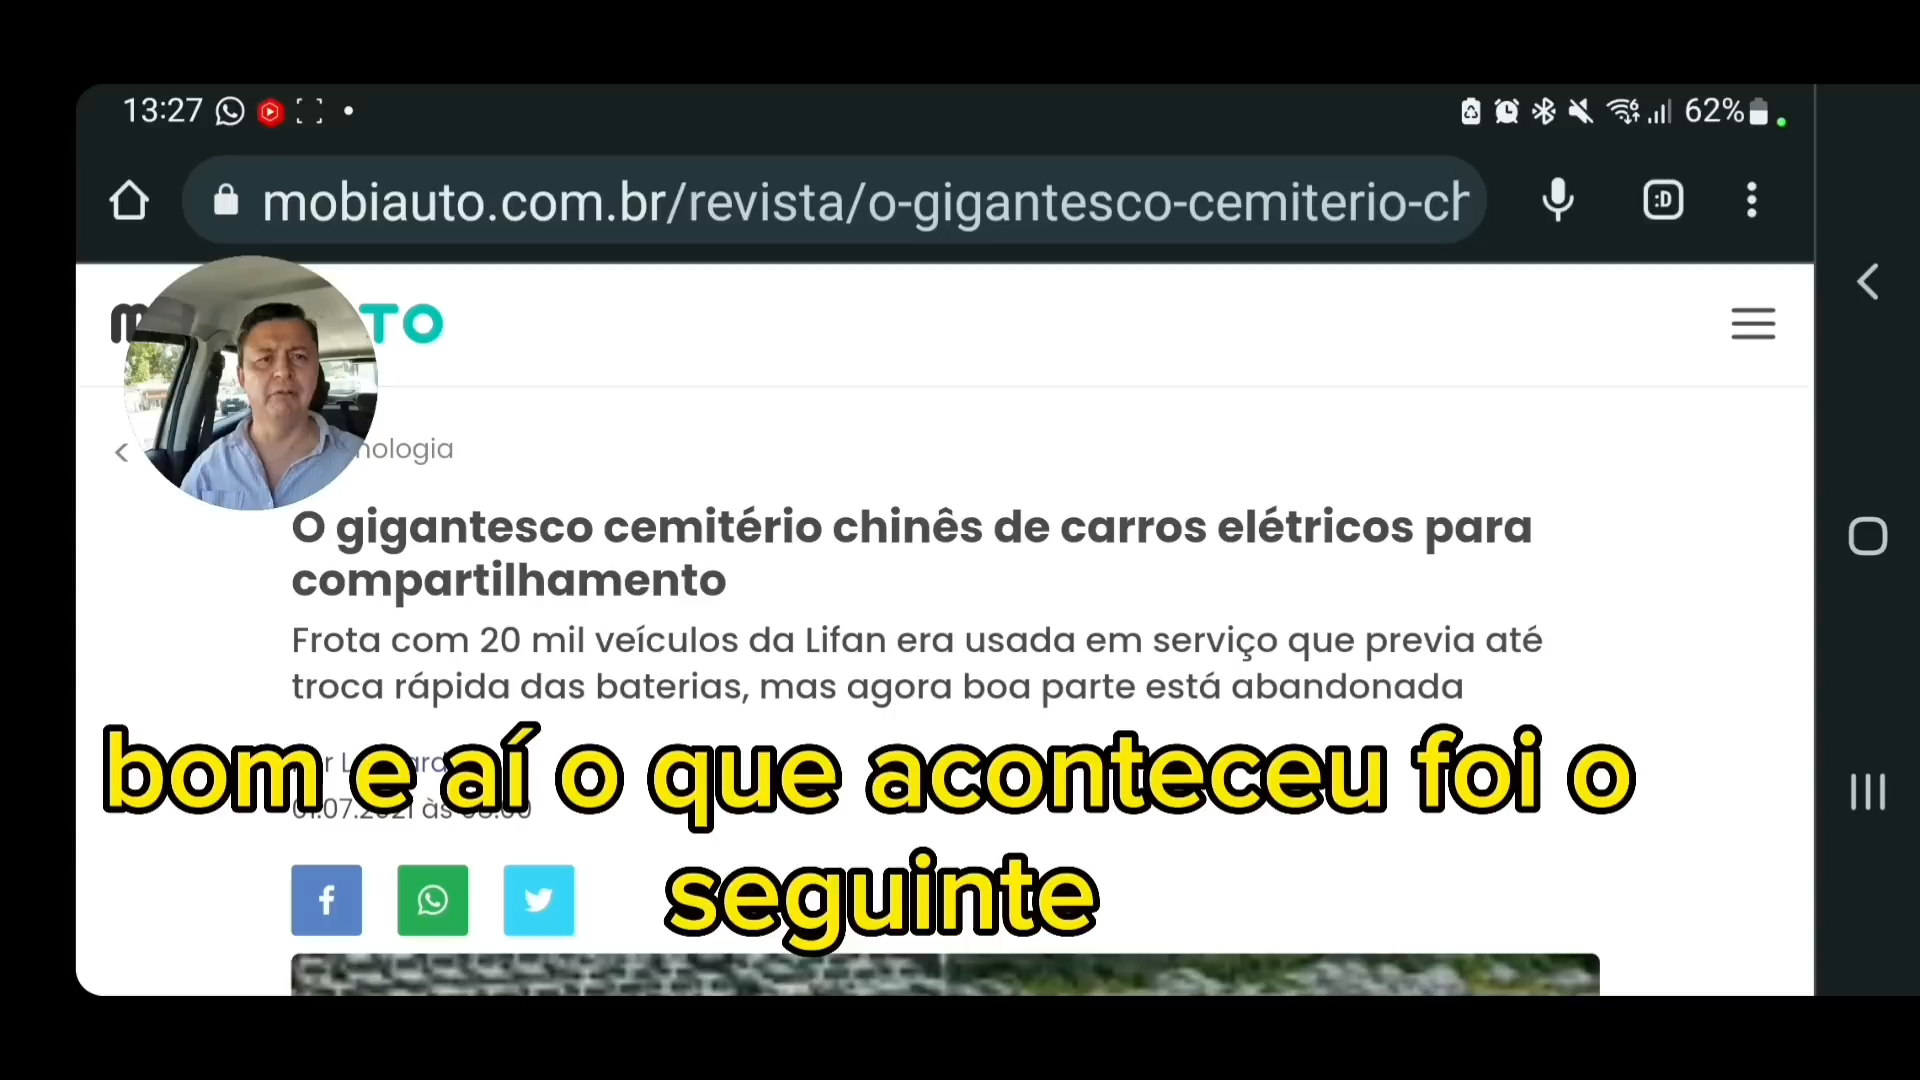 13:27
62%
mobiauto.com.br/revista/o-gigantesco-cemiterio-ch
TO
nologia
O gigantesco cemitério chinês de carros elétricos para
compartilhamento
Frota com 20 mil veículos da Lifan era usada em serviço que previa até
troca rápida das baterias, mas agora boa parte está abandonada
bom e aí o que aconteceu foi o
seguinte